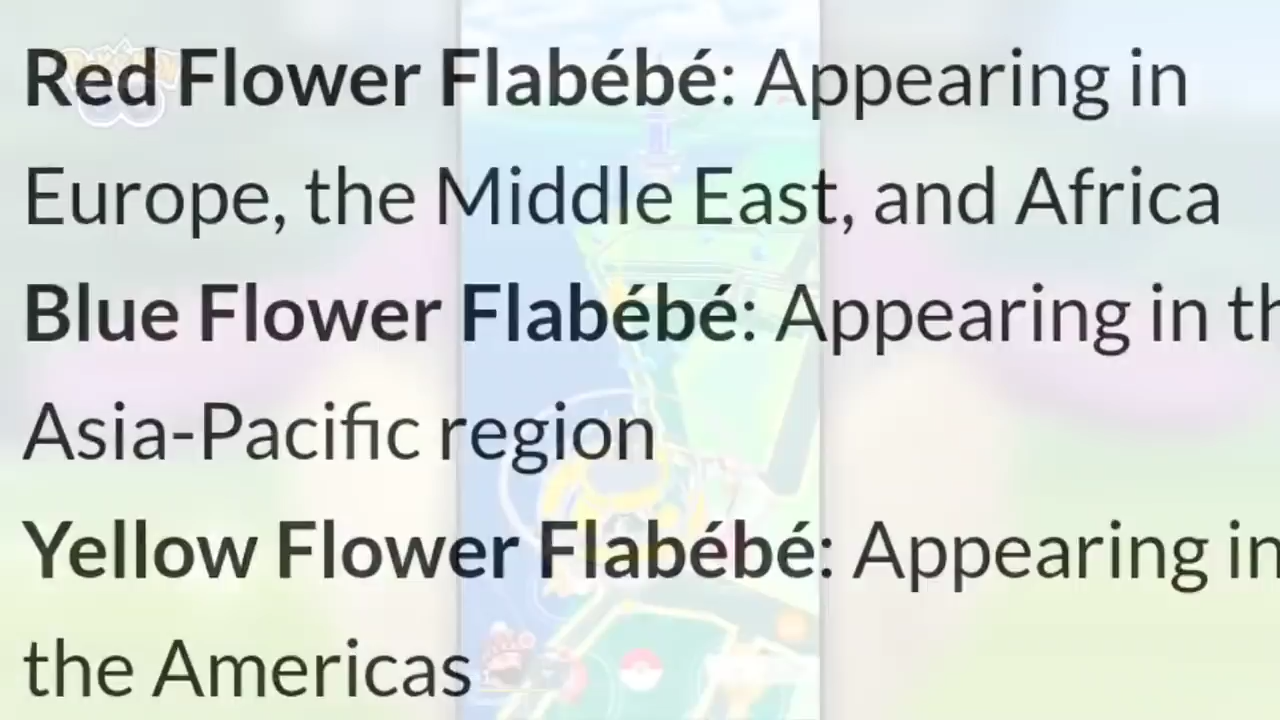 Red Flower Flabébé: Appearing in
Europe, the Middle East, and Africa
Blue Flower Flabébé: Appearing in th
Asia-Pacific region
Yellow Flower Flabébé: Appearing in
the Americas